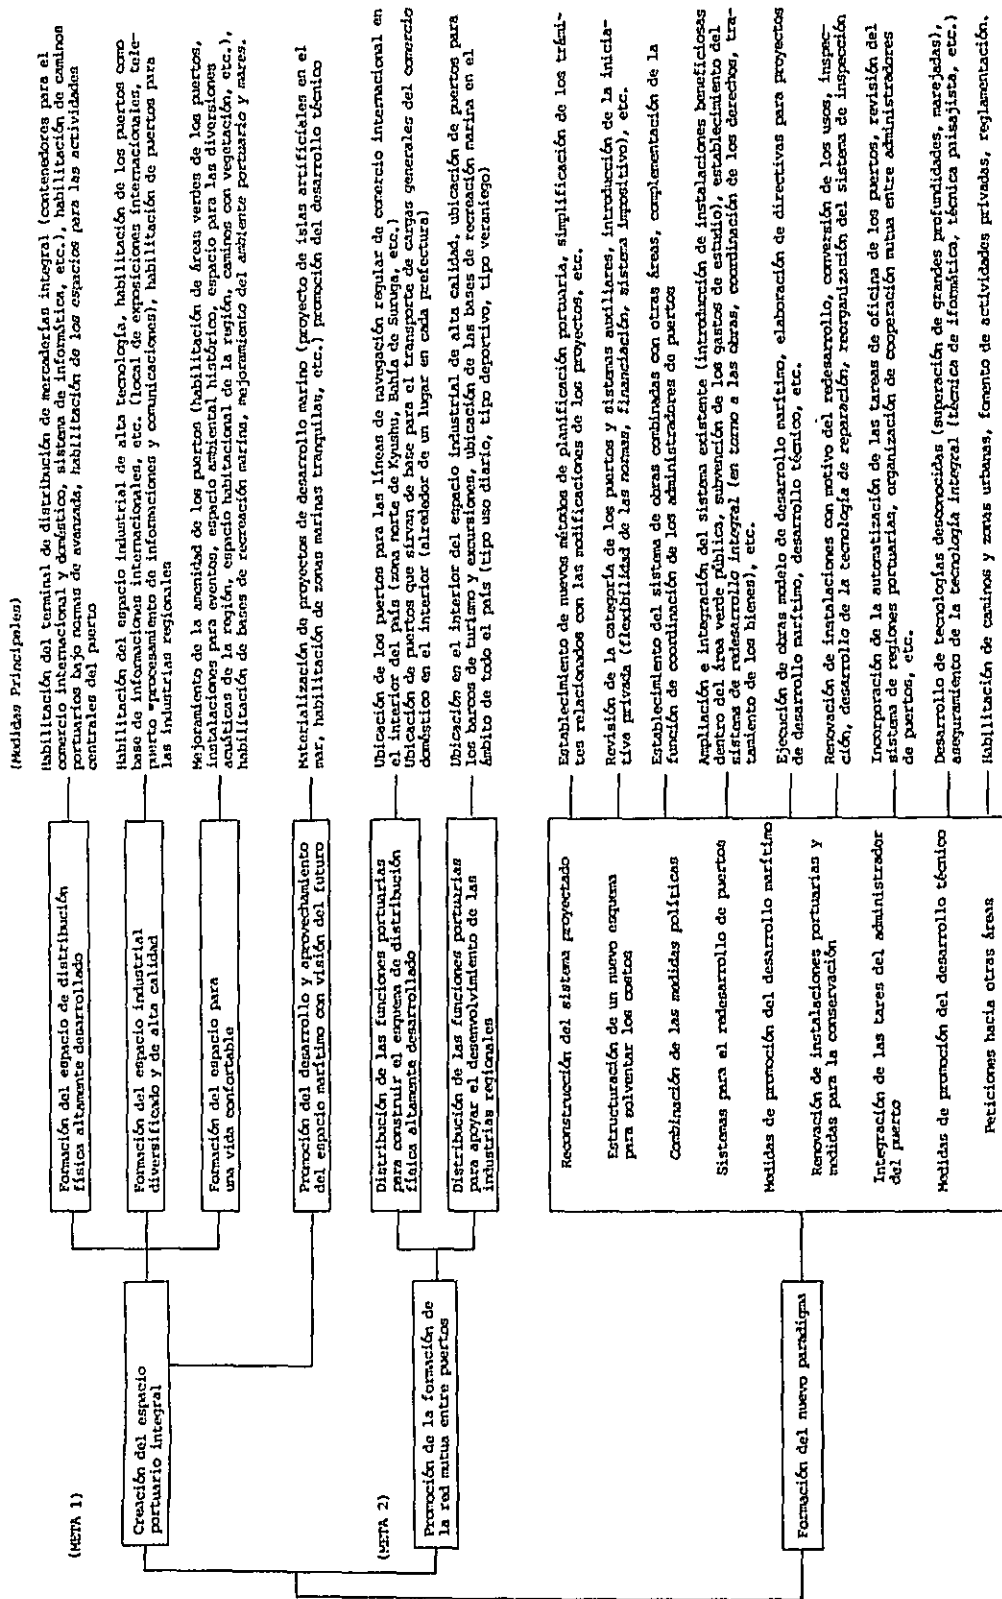 (Medidas Principales)
(META 1)
Creación del espacio
portuario integral
Formación del espacio de distribución
física altamente desarrollado
Habilitación del terminal de distribución de mercaderías integral (contenedores para el
comercio internacional y doméstico, sistema de informática, etc.), habilitación de caminos
portuarios bajo normas de avanzada, habilitación de los espacios para las actividades
centrales del puerto
Formación del espacio industrial
diversificado y de alta calidad
Habilitación del espacio industrial de alta tecnología, habilitación de los puertos como
base de informaciones internacionales, etc. (local de exposiciones internacionales, tele-
puerto "procesamiento de informaciones y comunicaciones), habilitación de puertos para
las industrias regionales
Formación del espacio para
una vida confortable
Mejoramiento de la amenidad de los puertos (habilitación de áreas verdes de los puertos,
instalaciones para eventos, espacio ambiental histórico, espacio para las diversiones
acuáticas de la región, espacio habitacional de la región, caminos con vegetación, etc.),
habilitación de bases de recreación marina, mejoramiento del ambiente portuario y mares.
Promoción del desarrollo y aprovechamiento
del espacio marítimo con visión del futuro
Materialización de proyectos de desarrollo marino (proyecto de islas artificiales en el
mar, habilitación de zonas marinas tranquilas, etc.) promoción del desarrollo técnico
(META 2)
Promoción de la formación de
la red mutua entre puertos
Distribución de las funciones portuarias
para construir el esquema de distribución
física altamente desarrollado
Ubicación de los puertos para las líneas de navegación regular de comercio internacional en
el interior del país (zona norte de Kyushu, Bahía de Suruga, etc.)
Ubicación de puertos que sirvan de base para el transporte de cargas generales del comercio
doméstico en el interior (alrededor de un lugar en cada prefectura)
Distribución de las funciones portuarias
para apoyar el desenvolvimiento de las
industrias regionales
Ubicación en el interior del espacio industrial de alta calidad, ubicación de puertos para
los barcos de turismo y excursiones, ubicación de las bases de recreación marina en el
ámbito de todo el país (tipo uso diario, tipo deportivo, tipo veraniego)
Formación del nuevo paradigma
Reconstrucción del sistema proyectado
Establecimiento de nuevos métodos de planificación portuaria, simplificación de los trámi-
tes relacionados con las modificaciones de los proyectos, etc.
Estructuración de un nuevo esquema
para solventar los costos
Revisión de la categoría de los puertos y sistemas auxiliares, introducción de la inicia-
tiva privada (flexibilidad de las normas, financiación, sistema impositivo), etc.
Combinación de las medidas políticas
Establecimiento del sistema de obras combinadas con otras áreas, complementación de la
función de coordinación de los administradores de puertos
Sistemas para el redesarrollo de puertos
Ampliación e integración del sistema existente (introducción de instalaciones beneficiosas
dentro del área verde pública, subvención de los gastos de estudio), establecimiento del
sistema de redesarrollo integral (en torno a las obras, coordinación de los derechos, tra-
tamiento de los bienes), etc.
Medidas de promoción del desarrollo marítimo
Ejecución de obras modelo de desarrollo marítimo, elaboración de directivas para proyectos
de desarrollo marítimo, desarrollo técnico, etc.
Renovación de instalaciones portuarias y
medidas para la conservación
Renovación de instalaciones con motivo del redesarrollo, conversión de los usos, inspec-
ción, desarrollo de la tecnología de reparación, reorganización del sistema de inspección
Integración de las tares del administrador
del puerto
Incorporación de la automatización de las tareas de oficina de los puertos, revisión del
sistema de regiones portuarias, organización de cooperación mutua entre administradores
de puertos, etc.
Medidas de promoción del desarrollo técnico
Desarrollo de tecnologías desconocidas (superación de grandes profundidades, marejadas),
aseguramiento de la tecnología integral (técnica de iformática, técnica paisajista, etc.)
Peticiones hacia otras áreas
Habilitación de caminos y zonas urbanas, fomento de actividades privadas, reglamentación.